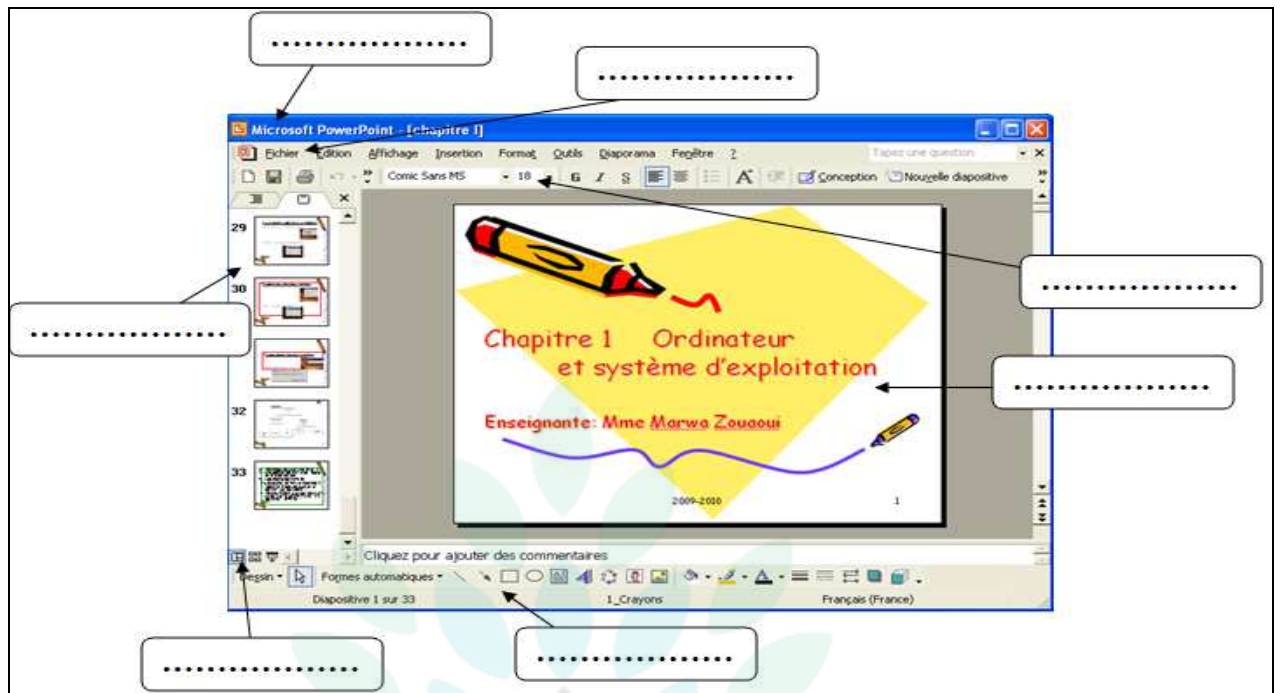 ..................
..................
Microsoft PowerPoint - [chapitre I]
Fichier Edition Affichage Insertion Format Outils Diaporama Fenêtre ? Tapez une question
Comic Sans MS 18 G I S Conception Nouvelle diapositive
29
30
32
33
..................
..................
..................
Chapitre 1 Ordinateur
et système d'exploitation
Enseignante: Mme Marwa Zouaoui
2009-2010 1
Cliquez pour ajouter des commentaires
Dessin Formes automatiques
Diapositive 1 sur 33 1_Crayons Français (France)
..................
..................